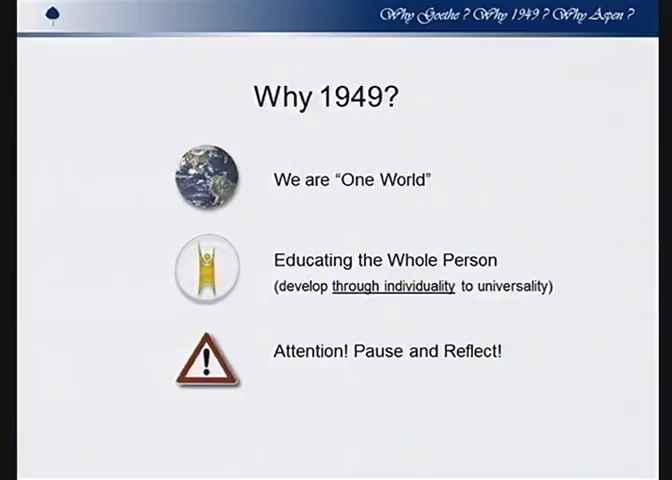 Why Goethe? Why 1949? Why Aspen?
Why 1949?
We are "One World"
Educating the Whole Person
(develop through individuality to universality)
Attention! Pause and Reflect!